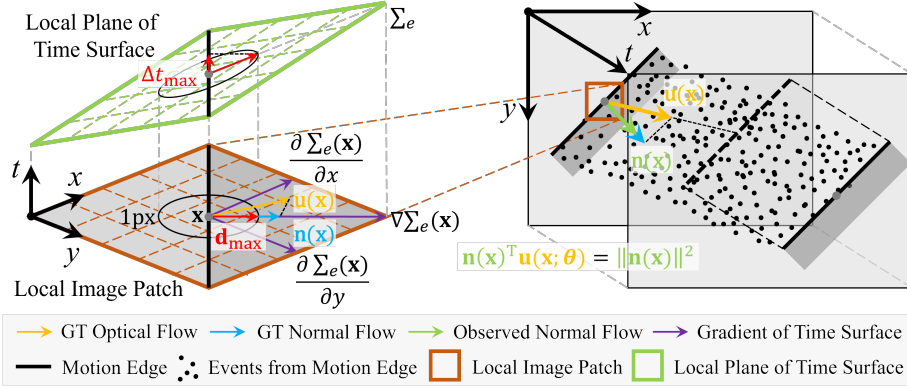 Local Plane of
Time Surface
Σₑ
Δt_max
t
x
y
1px
x
d_max
u(x)
n(x)
∂Σₑ(x)
∂x
∇Σₑ(x)
∂Σₑ(x)
∂y
Local Image Patch
x
t
y
u(x)
n(x)
n(x)ᵀu(x; θ) = ‖n(x)‖²
GT Optical Flow
GT Normal Flow
Observed Normal Flow
Gradient of Time Surface
Motion Edge
Events from Motion Edge
Local Image Patch
Local Plane of Time Surface